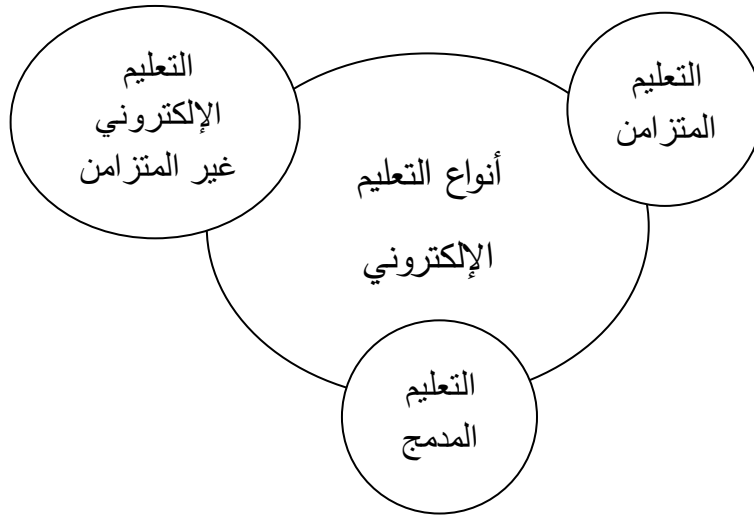 التعليم
المتزامن
التعليم
الإلكتروني
غير المتزامن
أنواع التعليم
الإلكتروني
التعليم
المدمج